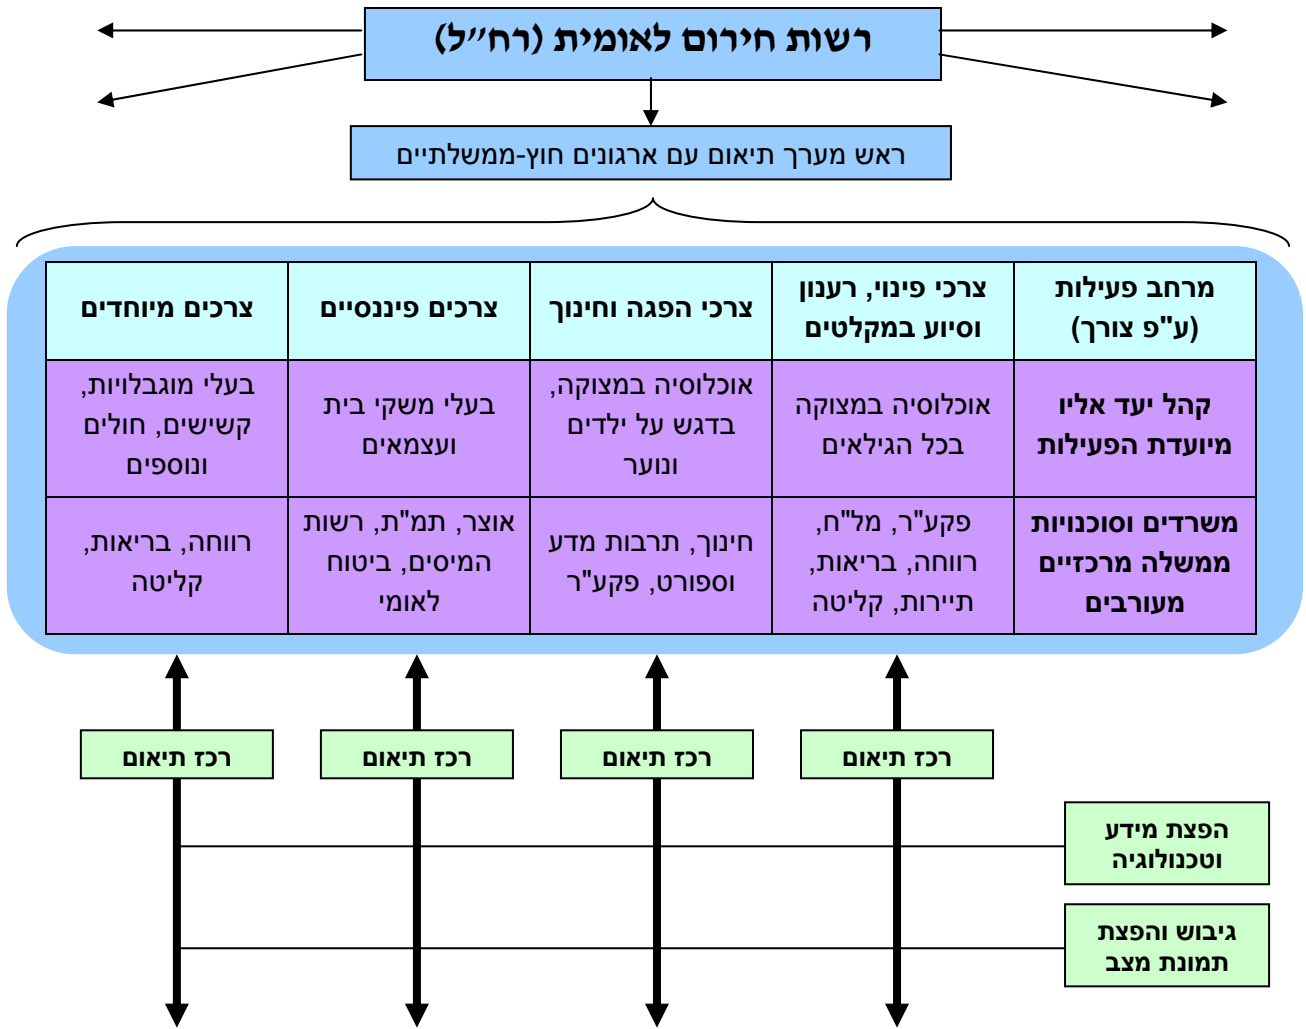 רשות חירום לאומית (רח״ל)
ראש מערך תיאום עם ארגונים חוץ-ממשלתיים
מרחב פעילות
(ע"פ צורך)
צרכי פינוי, רענון
וסיוע במקלטים
צרכי הפגה וחינוך
צרכים פיננסיים
צרכים מיוחדים
קהל יעד אליו
מיועדת הפעילות
אוכלוסיה במצוקה
בכל הגילאים
אוכלוסיה במצוקה,
בדגש על ילדים
ונוער
בעלי משקי בית
ועצמאים
בעלי מוגבלויות,
קשישים, חולים
ונוספים
משרדים וסוכנויות
ממשלה מרכזיים
מעורבים
פקע"ר, מל"ח,
רווחה, בריאות,
תיירות, קליטה
חינוך, תרבות מדע
וספורט, פקע"ר
אוצר, תמ"ת, רשות
המיסים, ביטוח
לאומי
רווחה, בריאות,
קליטה
רכז תיאום
רכז תיאום
רכז תיאום
רכז תיאום
הפצת מידע
וטכנולוגיה
גיבוש והפצת
תמונת מצב